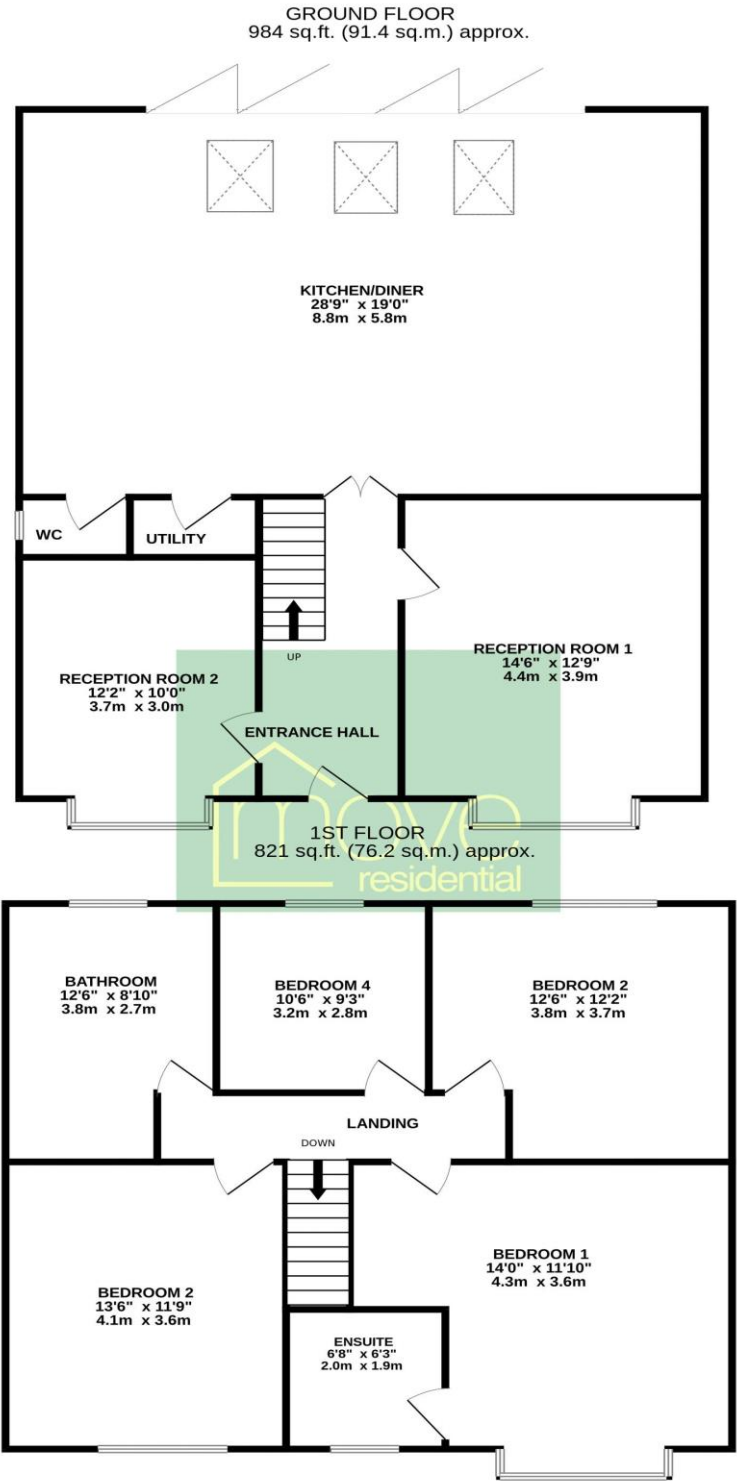 GROUND FLOOR
984 sq.ft. (91.4 sq.m.) approx.
KITCHEN/DINER
28'9" x 19'0"
8.8m x 5.8m
WC
UTILITY
UP
RECEPTION ROOM 1
14'6" x 12'9"
4.4m x 3.9m
RECEPTION ROOM 2
12'2" x 10'0"
3.7m x 3.0m
ENTRANCE HALL
move
residential
1ST FLOOR
821 sq.ft. (76.2 sq.m.) approx.
BATHROOM
12'6" x 8'10"
3.8m x 2.7m
BEDROOM 4
10'6" x 9'3"
3.2m x 2.8m
BEDROOM 2
12'6" x 12'2"
3.8m x 3.7m
LANDING
DOWN
BEDROOM 1
14'0" x 11'10"
4.3m x 3.6m
BEDROOM 2
13'6" x 11'9"
4.1m x 3.6m
ENSUITE
6'8" x 6'3"
2.0m x 1.9m